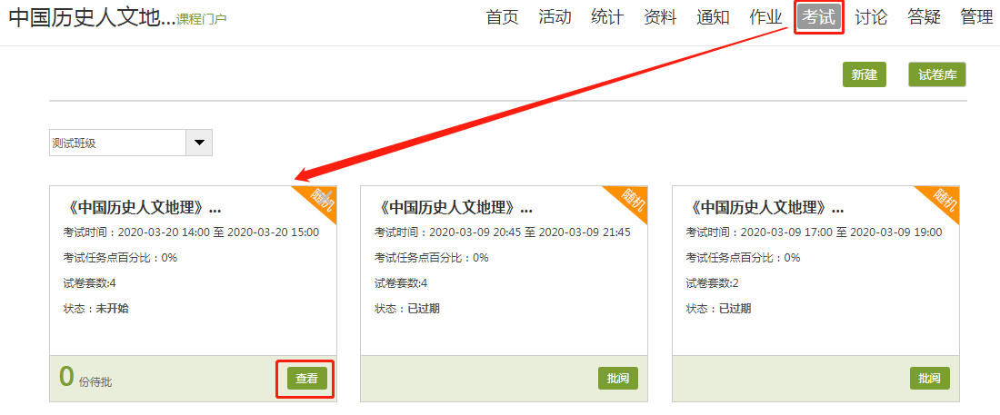 中国历史人文地...课程门户 首页 活动 统计 资料 通知 作业 考试 讨论 答疑 管理
新建 试卷库
测试班级
随机
《中国历史人文地理》...
考试时间：2020-03-20 14:00 至 2020-03-20 15:00
考试任务点百分比：0%
试卷套数:4
状态：未开始
0 份待批 查看
随机
《中国历史人文地理》...
考试时间：2020-03-09 20:45 至 2020-03-09 21:45
考试任务点百分比：0%
试卷套数:4
状态：已过期
批阅
随机
《中国历史人文地理》...
考试时间：2020-03-09 17:00 至 2020-03-09 19:00
考试任务点百分比：0%
试卷套数:2
状态：已过期
批阅